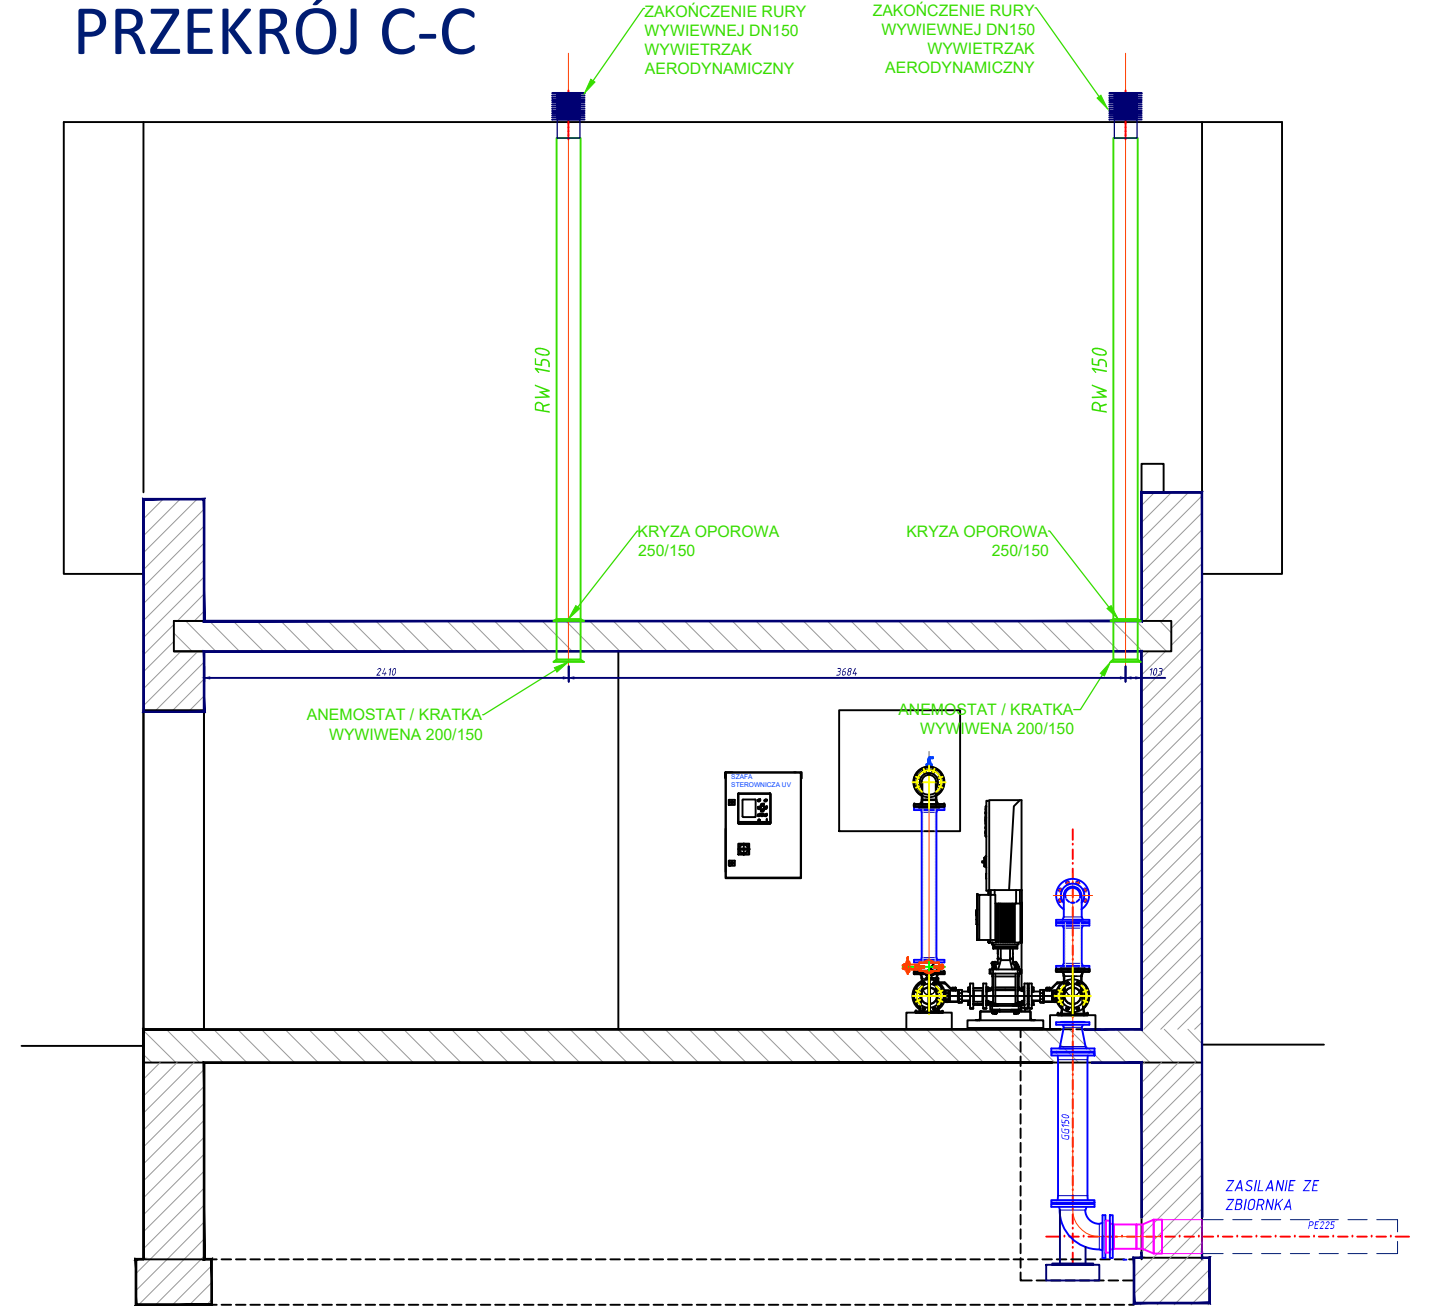 PRZEKRÓJ C-C
ZAKOŃCZENIE RURY
WYWIEWNEJ DN150
WYWIETRZAK
AERODYNAMICZNY
ZAKOŃCZENIE RURY
WYWIEWNEJ DN150
WYWIETRZAK
AERODYNAMICZNY
RW 150
RW 150
KRYZA OPOROWA
250/150
KRYZA OPOROWA
250/150
2410
3684
103
ANEMOSTAT / KRATKA
WYWIWENA 200/150
ANEMOSTAT / KRATKA
WYWIWENA 200/150
SZAFA
STEROWNICZA UV
GG150
ZASILANIE ZE
ZBIORNKA
PE225